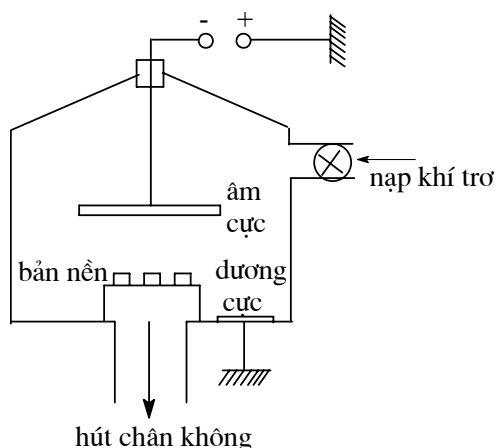 - +
nạp khí trơ
âm
cực
bản nền
dương
cực
hút chân không